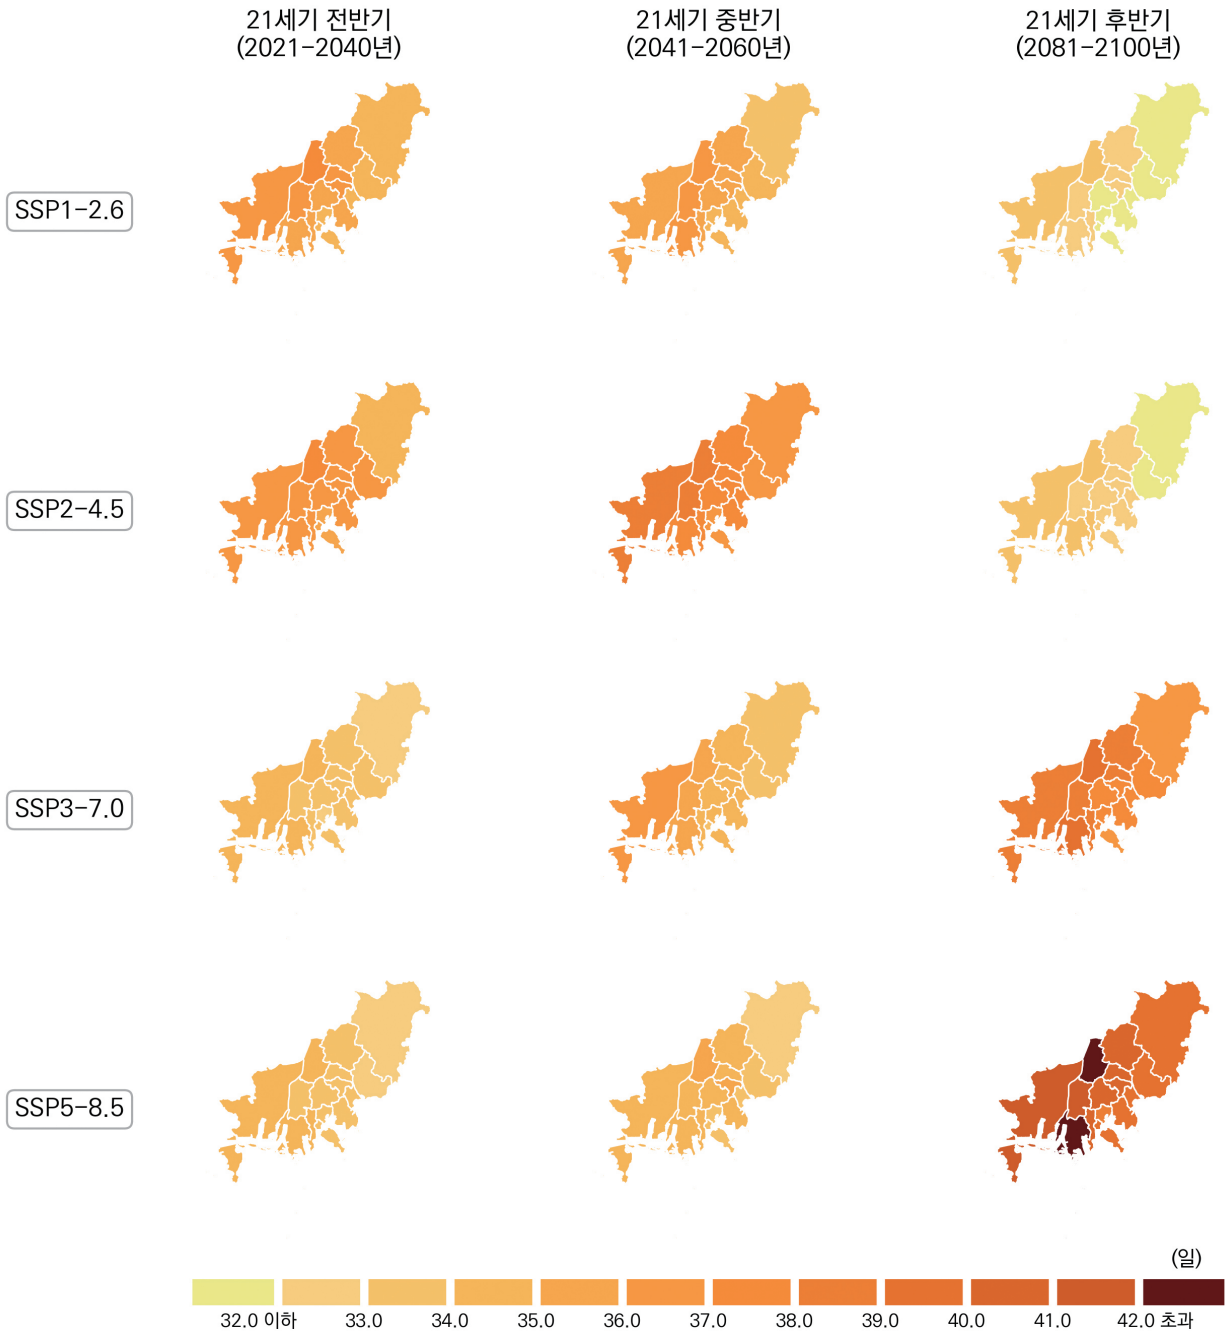 21세기 전반기
(2021-2040년)
21세기 중반기
(2041-2060년)
21세기 후반기
(2081-2100년)
SSP1-2.6
SSP2-4.5
SSP3-7.0
SSP5-8.5
(일)
32.0 이하 33.0 34.0 35.0 36.0 37.0 38.0 39.0 40.0 41.0 42.0 초과